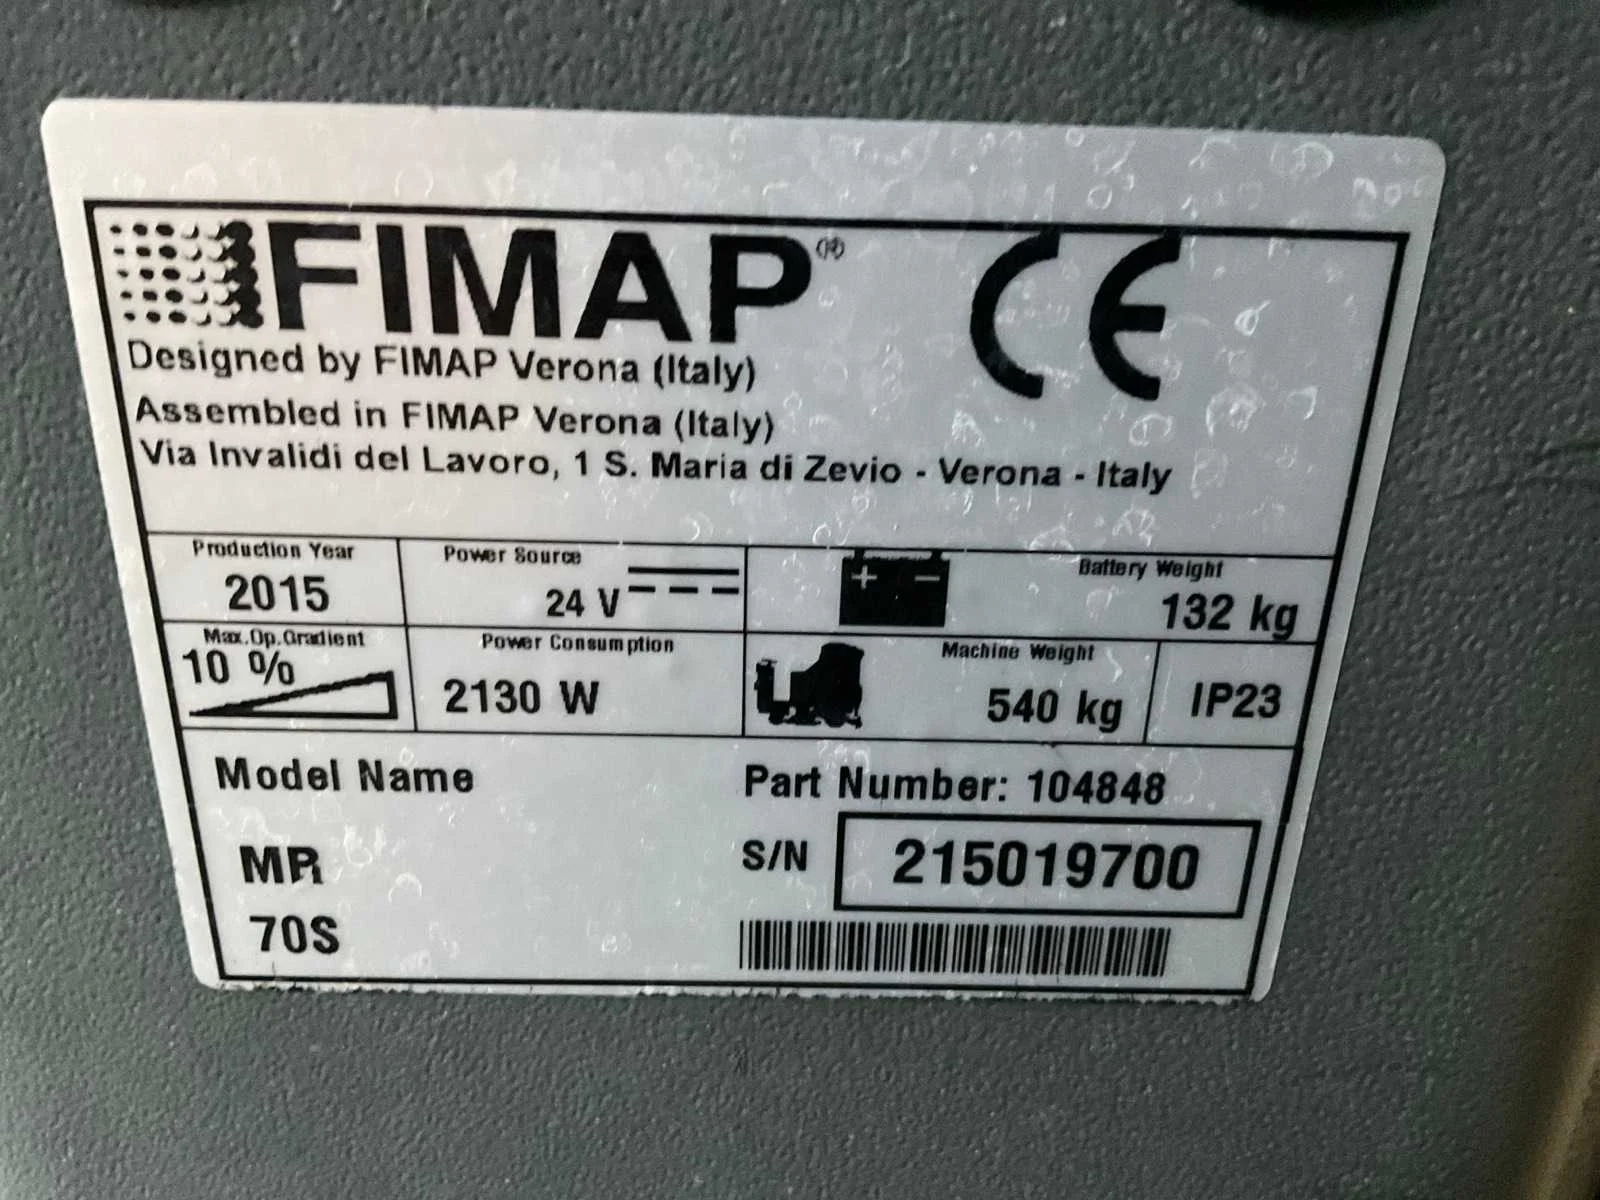 FIMAP®
CE
Designed by FIMAP Verona (Italy)
Assembled in FIMAP Verona (Italy)
Via Invalidi del Lavoro, 1 S. Maria di Zevio - Verona - Italy
Production Year
2015
Power Source
24 V
Battery Weight
132 kg
Max.Op.Gradient
10 %
Power Consumption
2130 W
Machine Weight
540 kg
IP23
Model Name
MR
70S
Part Number: 104848
S/N 215019700